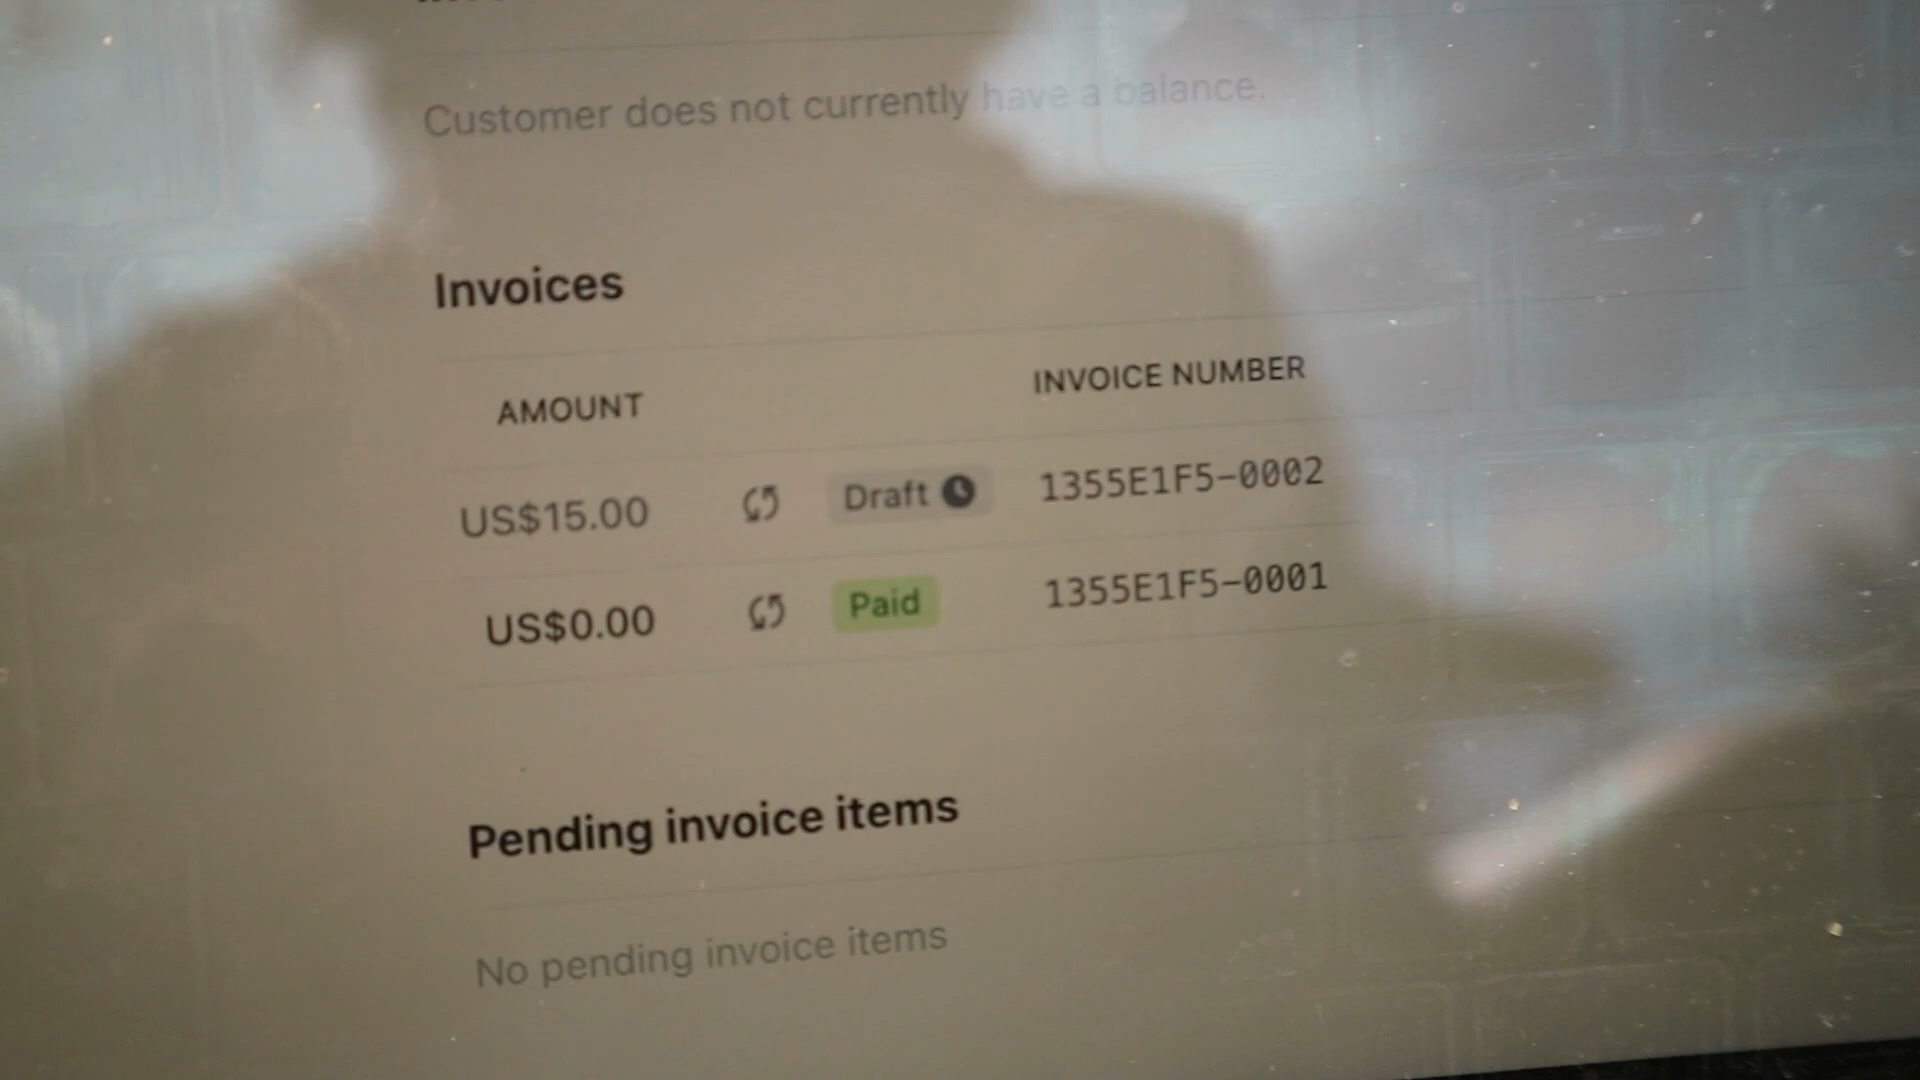 Customer does not currently have a balance.
Invoices
AMOUNT
INVOICE NUMBER
US$15.00 Draft 1355E1F5-0002
US$0.00 Paid 1355E1F5-0001
Pending invoice items
No pending invoice items